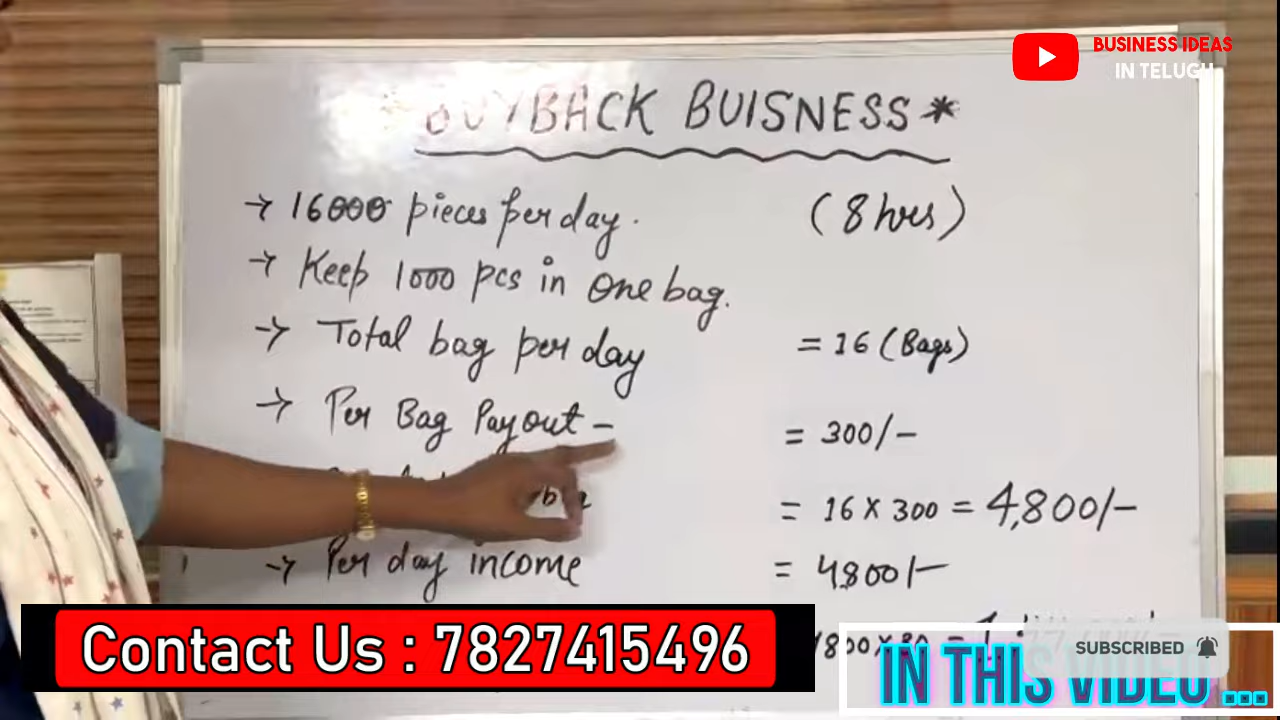 BUSINESS IDEAS
IN TELUGU
BUYBACK BUISNESS *
→ 16000 pieces per day. (8 hrs)
→ Keep 1000 pcs in one bag.
→ Total bag per day = 16 (Bags)
→ Per Bag Payout - = 300/-
= 16 x 300 = 4,800/-
→ Per day income = 4800/-
Contact Us : 7827415496
SUBSCRIBED
IN THIS VIDEO ...